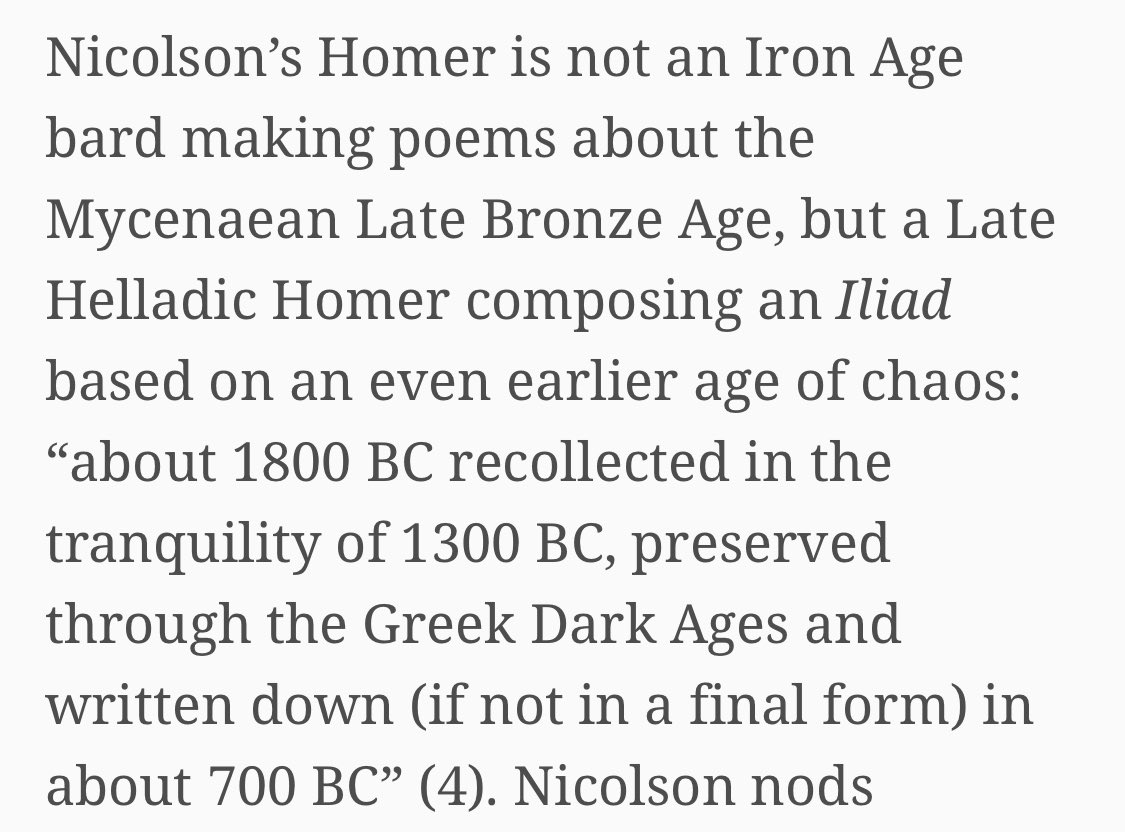 Nicolson’s Homer is not an Iron Age
bard making poems about the
Mycenaean Late Bronze Age, but a Late
Helladic Homer composing an Iliad
based on an even earlier age of chaos:
“about 1800 BC recollected in the
tranquility of 1300 BC, preserved
through the Greek Dark Ages and
written down (if not in a final form) in
about 700 BC” (4). Nicolson nods